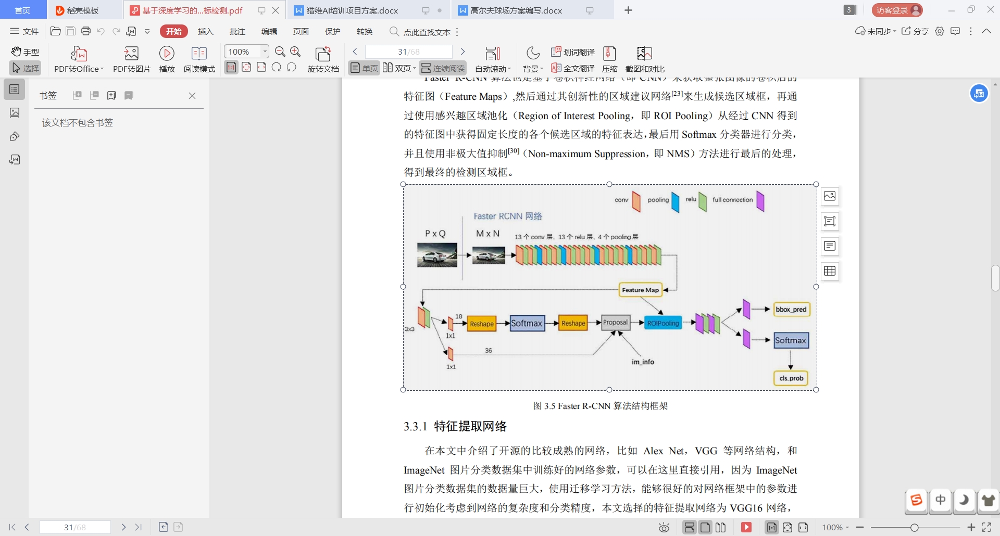 首页
稻壳模板
基于深度学习的...标检测.pdf
猎维AI培训项目方案.docx
高尔夫球场方案编写.docx
3
访客登录
文件
开始
插入
批注
编辑
页面
保护
转换
点此查找文本
未同步
分享
手型
选择
PDF转Office
PDF转图片
播放
阅读模式
100%
旋转文档
31/68
单页
双页
连续阅读
自动滚动
背景
划词翻译
全文翻译
压缩
截图和对比
书签
该文档不包含书签
Faster R-CNN 算法也是基于卷积神经网络（即 CNN）来获取整张图像的卷积后的
特征图（Feature Maps）,然后通过其创新性的区域建议网络[23]来生成候选区域框，再通
过使用感兴趣区域池化（Region of Interest Pooling，即 ROI Pooling）从经过 CNN 得到
的特征图中获得固定长度的各个候选区域的特征表达，最后用 Softmax 分类器进行分类，
并且使用非极大值抑制[30]（Non-maximum Suppression，即 NMS）方法进行最后的处理，
得到最终的检测区域框。
conv
pooling
relu
full connection
Faster RCNN 网络
P x Q
M x N
13 个 conv 层、13 个 relu 层、4 个 pooling 层
Feature Map
3x3
18
1x1
Reshape
Softmax
Reshape
Proposal
ROIPooling
bbox_pred
Softmax
cls_prob
36
1x1
im_info
图 3.5 Faster R-CNN 算法结构框架
3.3.1 特征提取网络
在本文中介绍了开源的比较成熟的网络，比如 Alex Net，VGG 等网络结构，和
ImageNet 图片分类数据集中训练好的网络参数，可以在这里直接引用，因为 ImageNet
图片分类数据集的数据量巨大，使用迁移学习方法，能够很好的对网络框架中的参数进
行初始化考虑到网络的复杂度和分类精度，本文选择的特征提取网络为 VGG16 网络，
中
31/68
1:1
100%